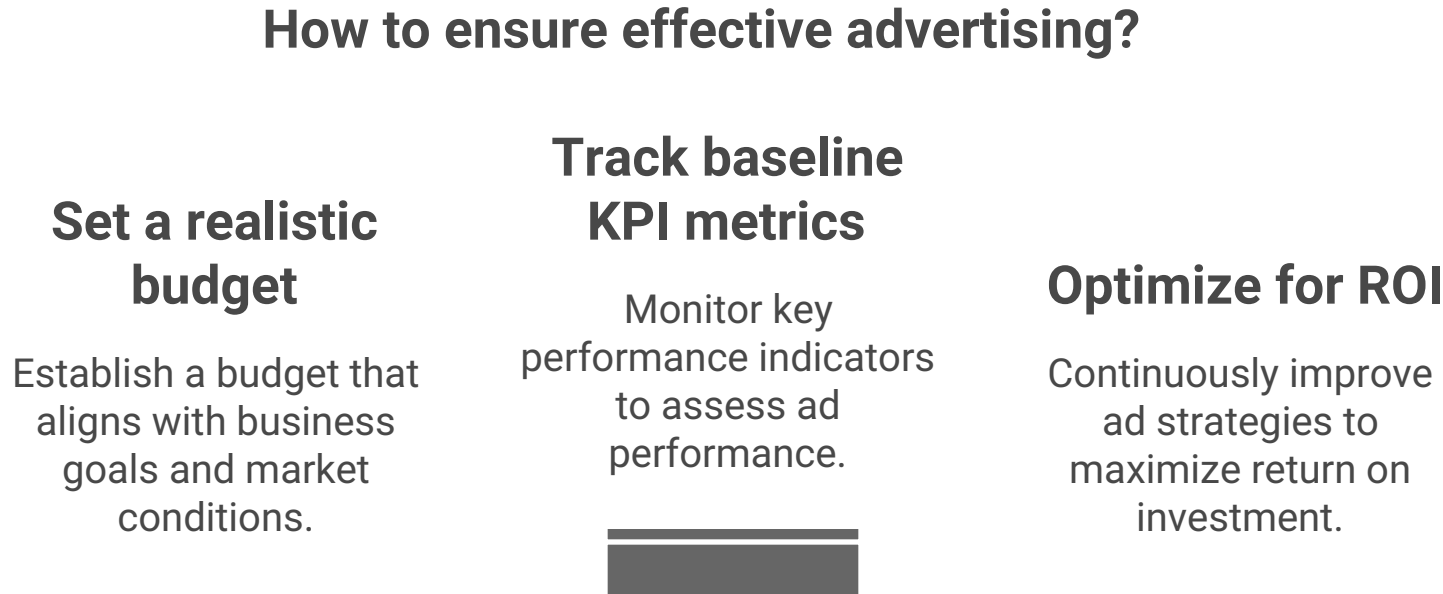 How to ensure effective advertising?
Set a realistic
budget
Establish a budget that
aligns with business
goals and market
conditions.
Track baseline
KPI metrics
Monitor key
performance indicators
to assess ad
performance.
Optimize for ROI
Continuously improve
ad strategies to
maximize return on
investment.